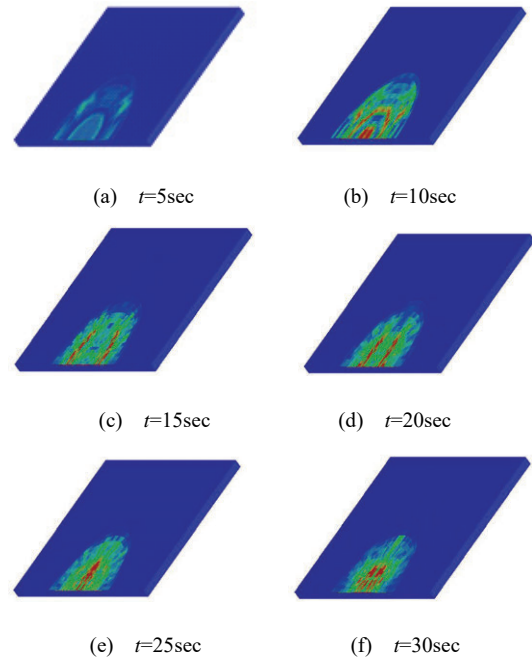 (a) t=5sec
(b) t=10sec
(c) t=15sec
(d) t=20sec
(e) t=25sec
(f) t=30sec